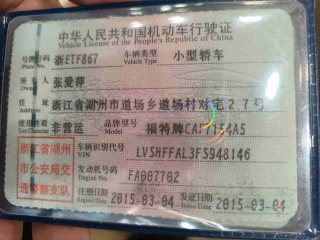 中华人民共和国机动车行驶证
Vehicle License of the People's Republic of China
号牌号码 浙ETF867 车辆类型 小型轿车
Plate No. Vehicle Type
所有人 张爱萍
Owner
住址 浙江省湖州市道场乡道场村对宅27号
Address
使用性质 非营运 品牌型号 福特牌CAF7154A5
Use Character Model
浙江省湖州市公安局交通警察支队
车辆识别代号 LVSHFFAL3FS948146
VIN
发动机号码 FA007702
Engine No.
注册日期 2015-03-04 发证日期 2015-03-04
Register Date Issue Date